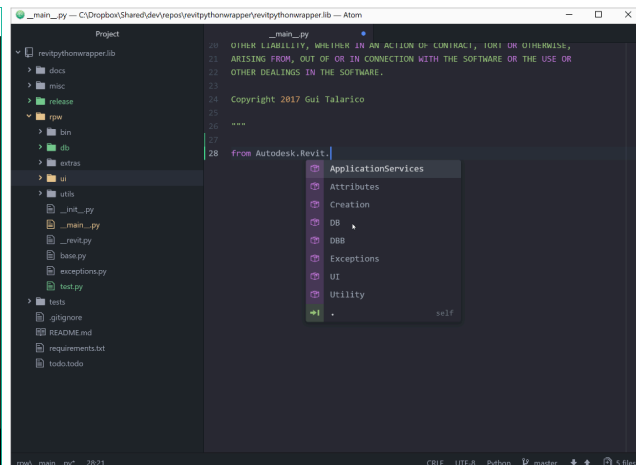 __main__.py — C:\Dropbox\Shared\dev\repos\revitpythonwrapper\revitpythonwrapper.lib — Atom
Project
revitpythonwrapper.lib
docs
misc
release
rpw
bin
db
extras
ui
utils
__init__.py
__main__.py
__revit.py
base.py
exceptions.py
test.py
tests
.gitignore
README.md
requirements.txt
todo.todo
__main__.py
20 OTHER LIABILITY, WHETHER IN AN ACTION OF CONTRACT, TORT OR OTHERWISE,
21 ARISING FROM, OUT OF OR IN CONNECTION WITH THE SOFTWARE OR THE USE OR
22 OTHER DEALINGS IN THE SOFTWARE.
23
24 Copyright 2017 Gui Talarico
25
26 """
27
28 from Autodesk.Revit.
ApplicationServices
Attributes
Creation
DB
DBB
Exceptions
UI
Utility
. self
rpw\__main__.py* 28:21
CRLF UTF-8 Python master 5 files